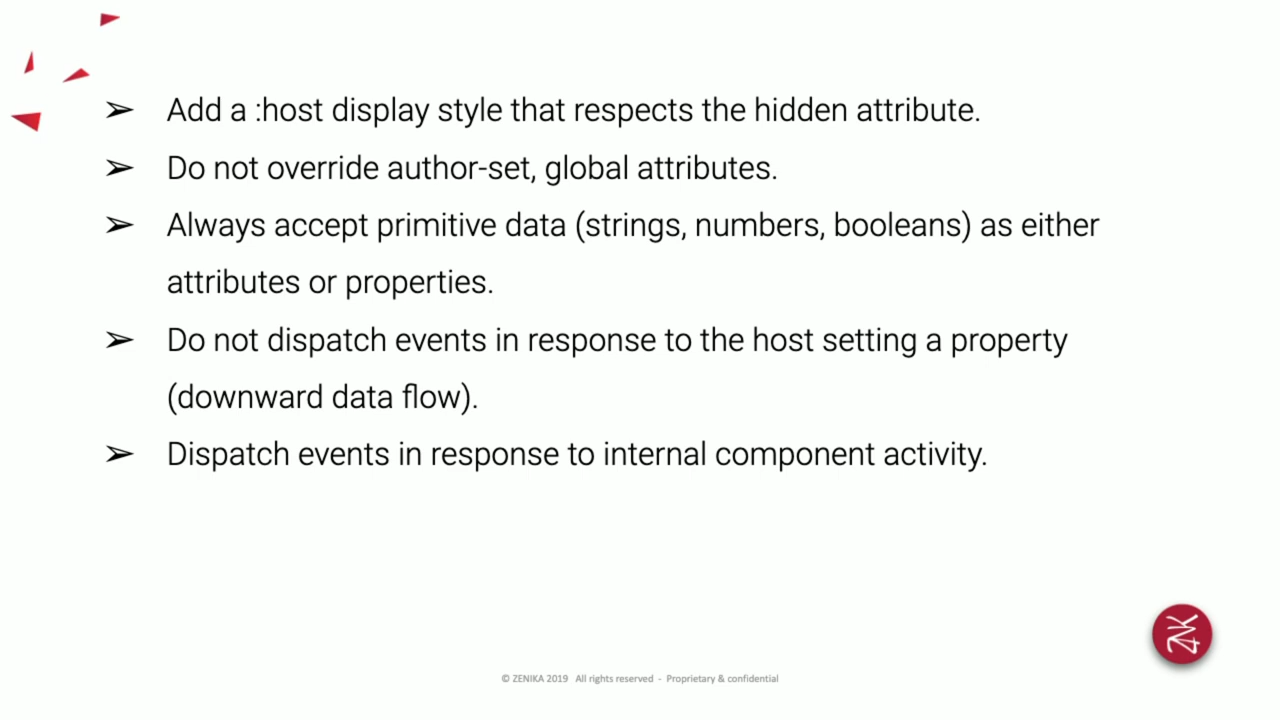 ➢ Add a :host display style that respects the hidden attribute.
➢ Do not override author-set, global attributes.
➢ Always accept primitive data (strings, numbers, booleans) as either
attributes or properties.
➢ Do not dispatch events in response to the host setting a property
(downward data flow).
➢ Dispatch events in response to internal component activity.
ZNK
© ZENIKA 2019 All rights reserved - Proprietary & confidential